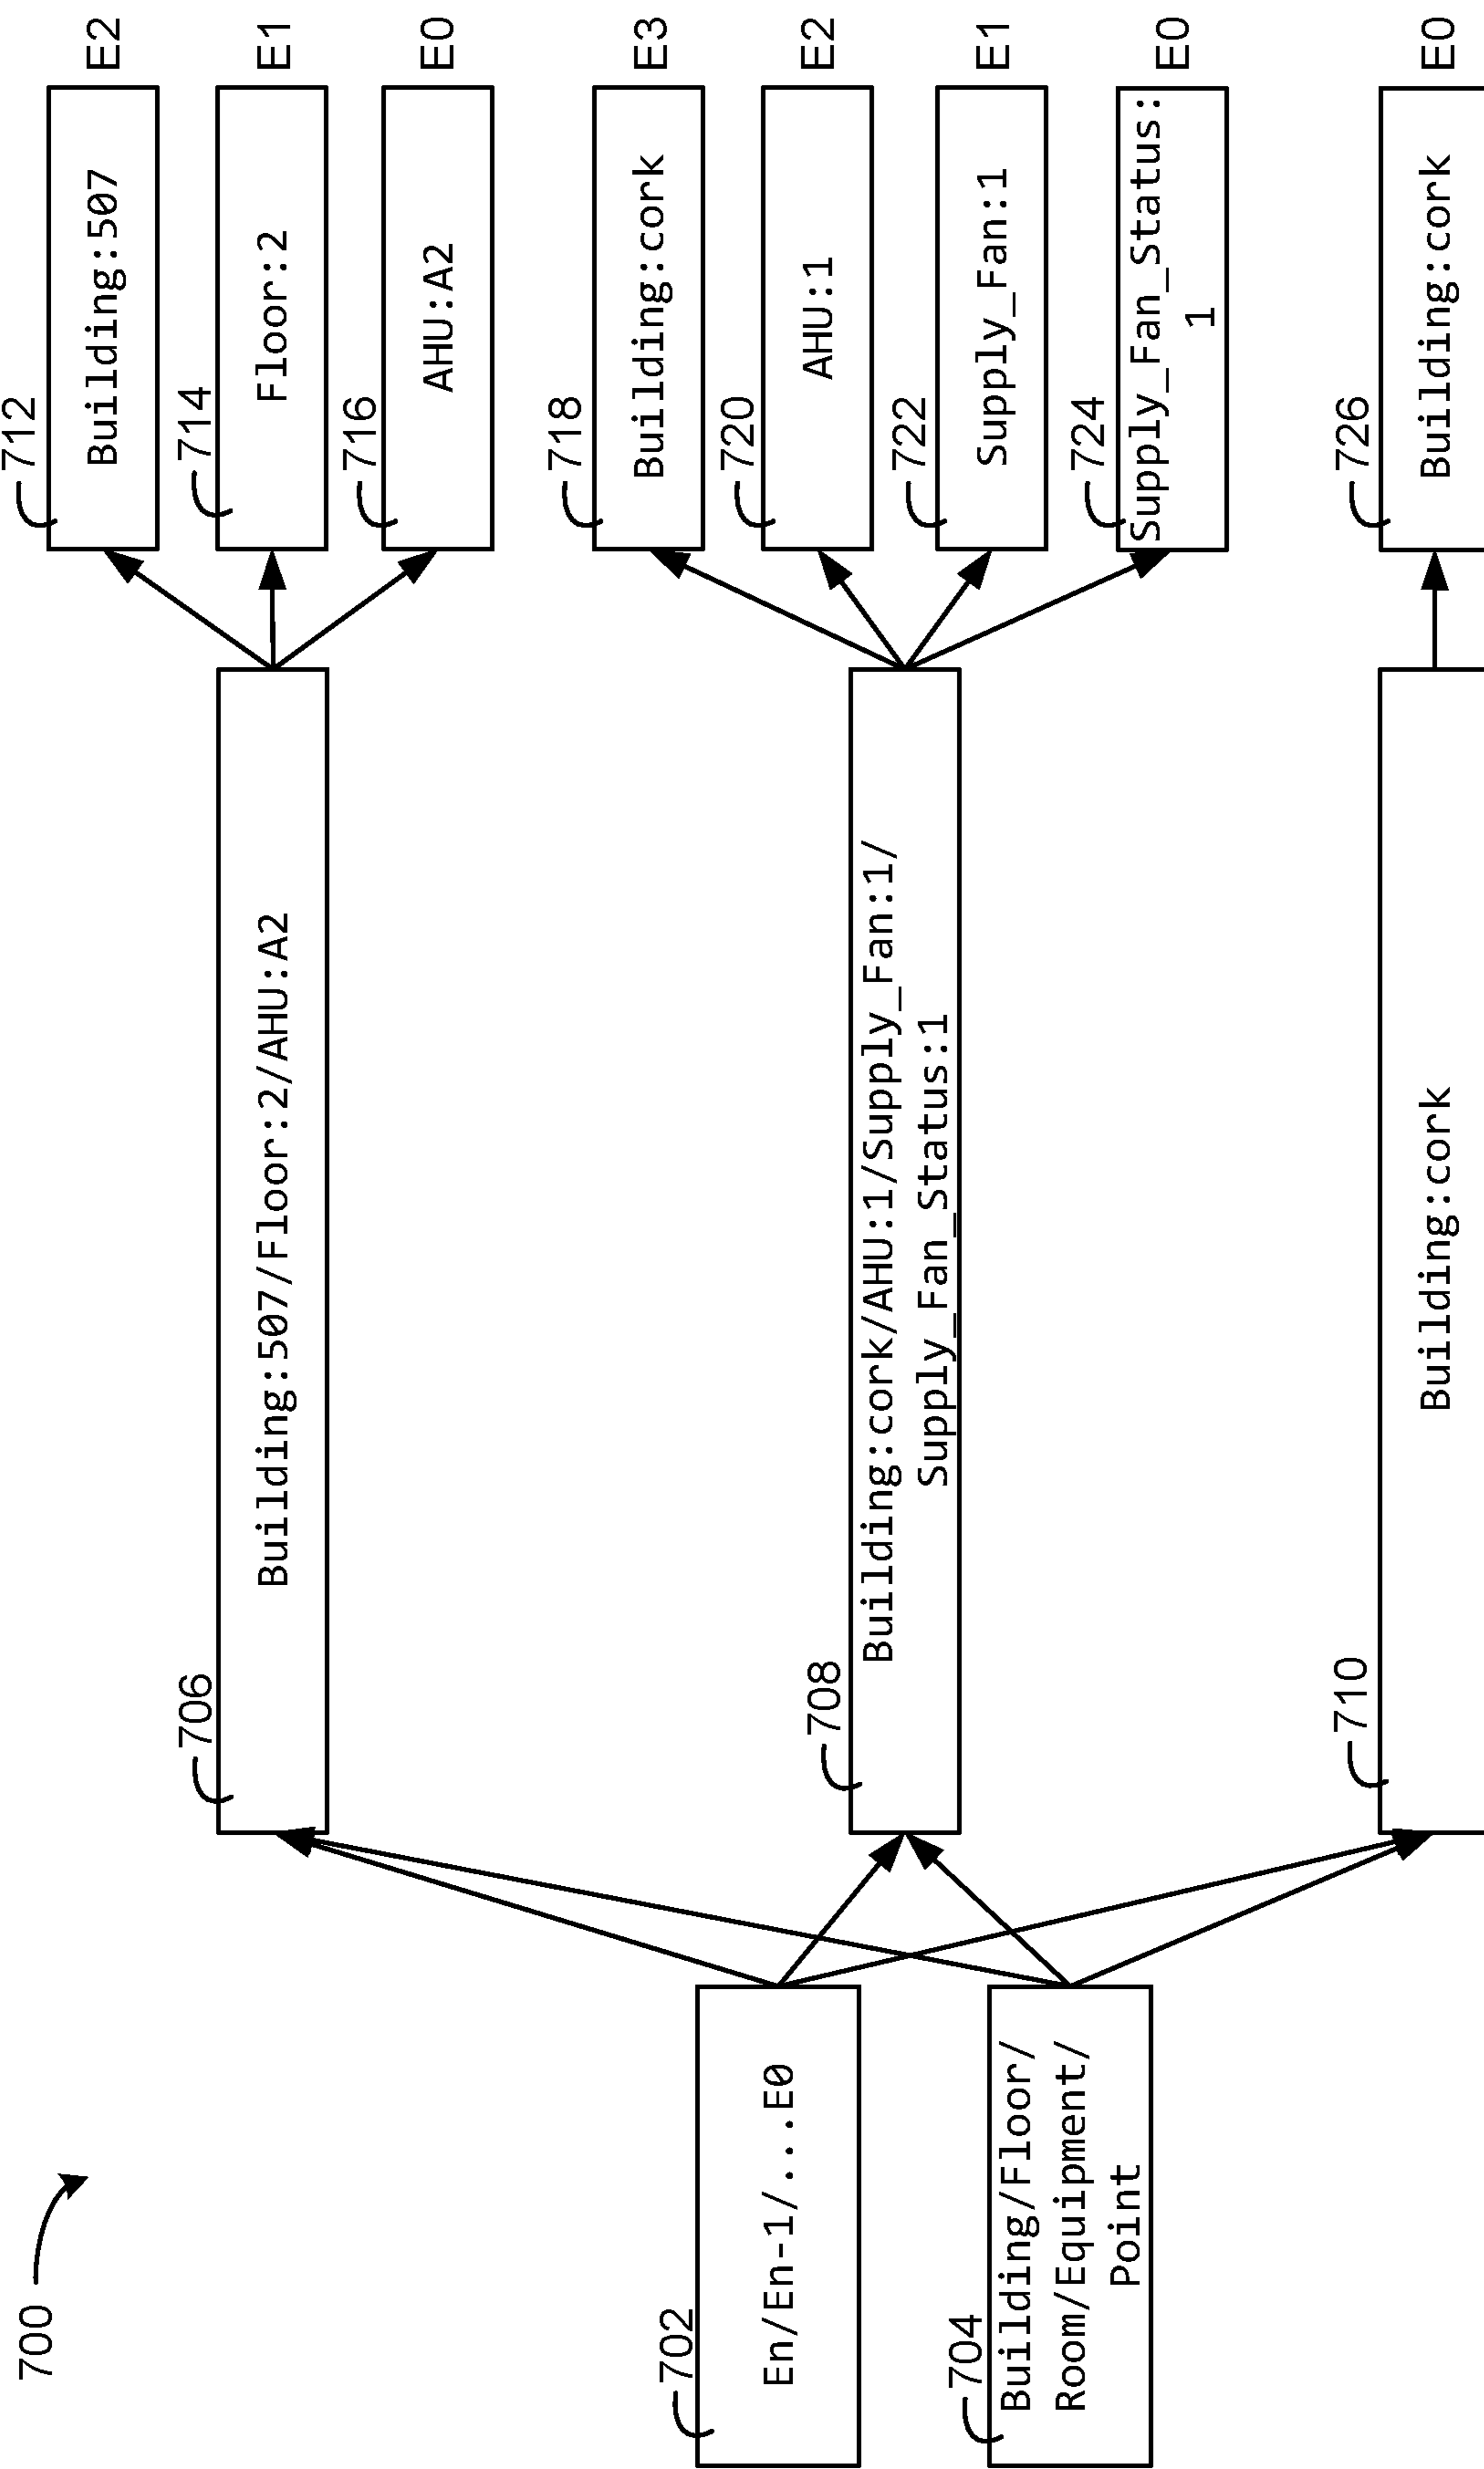 700
702
En/En-1/...E0
704
Building/Floor/
Room/Equipment/
Point
706
Building:507/Floor:2/AHU:A2
708
Building:cork/AHU:1/Supply_Fan:1/
Supply_Fan_Status:1
710
Building:cork
712
Building:507
E2
714
Floor:2
E1
716
AHU:A2
E0
718
Building:cork
E3
720
AHU:1
E2
722
Supply_Fan:1
E1
724
Supply_Fan_Status:
1
E0
726
Building:cork
E0